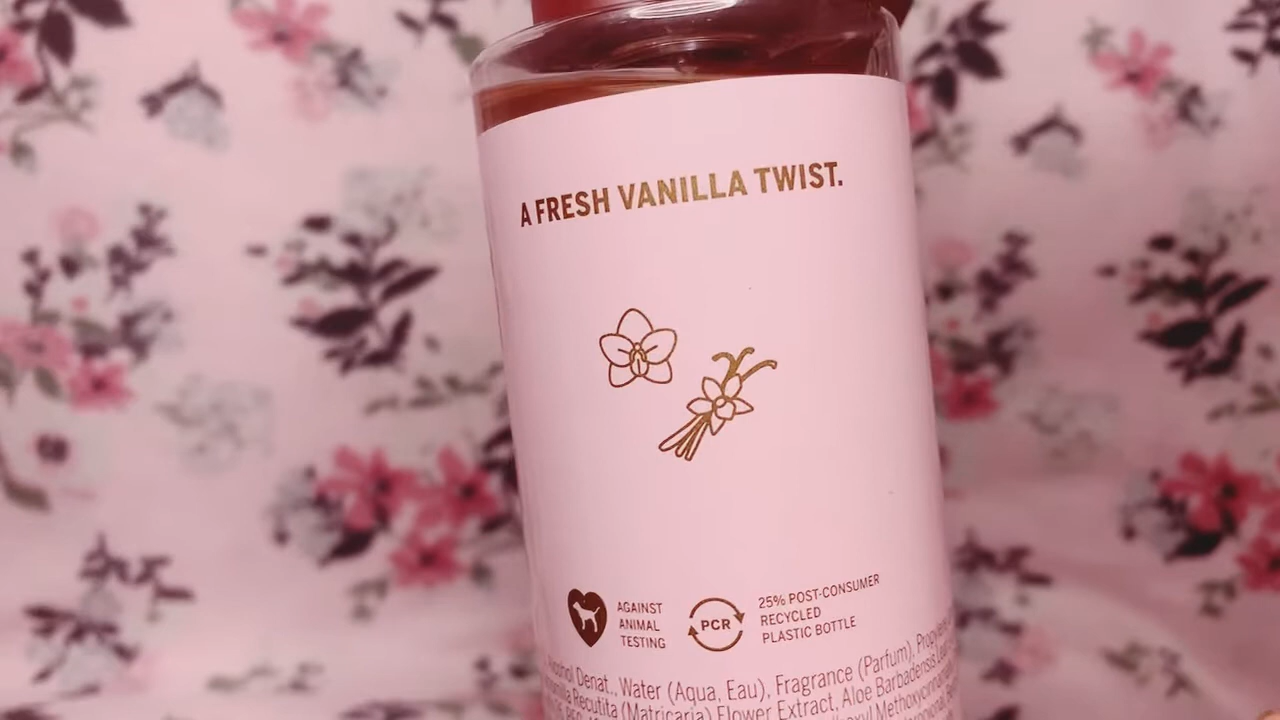 A FRESH VANILLA TWIST.
AGAINST
ANIMAL
TESTING
PCR
25% POST-CONSUMER
RECYCLED
PLASTIC BOTTLE
Denat., Water (Aqua, Eau), Fragrance (Parfum),
Recutita (Matricaria) Flower Extract, Aloe Barbadensis